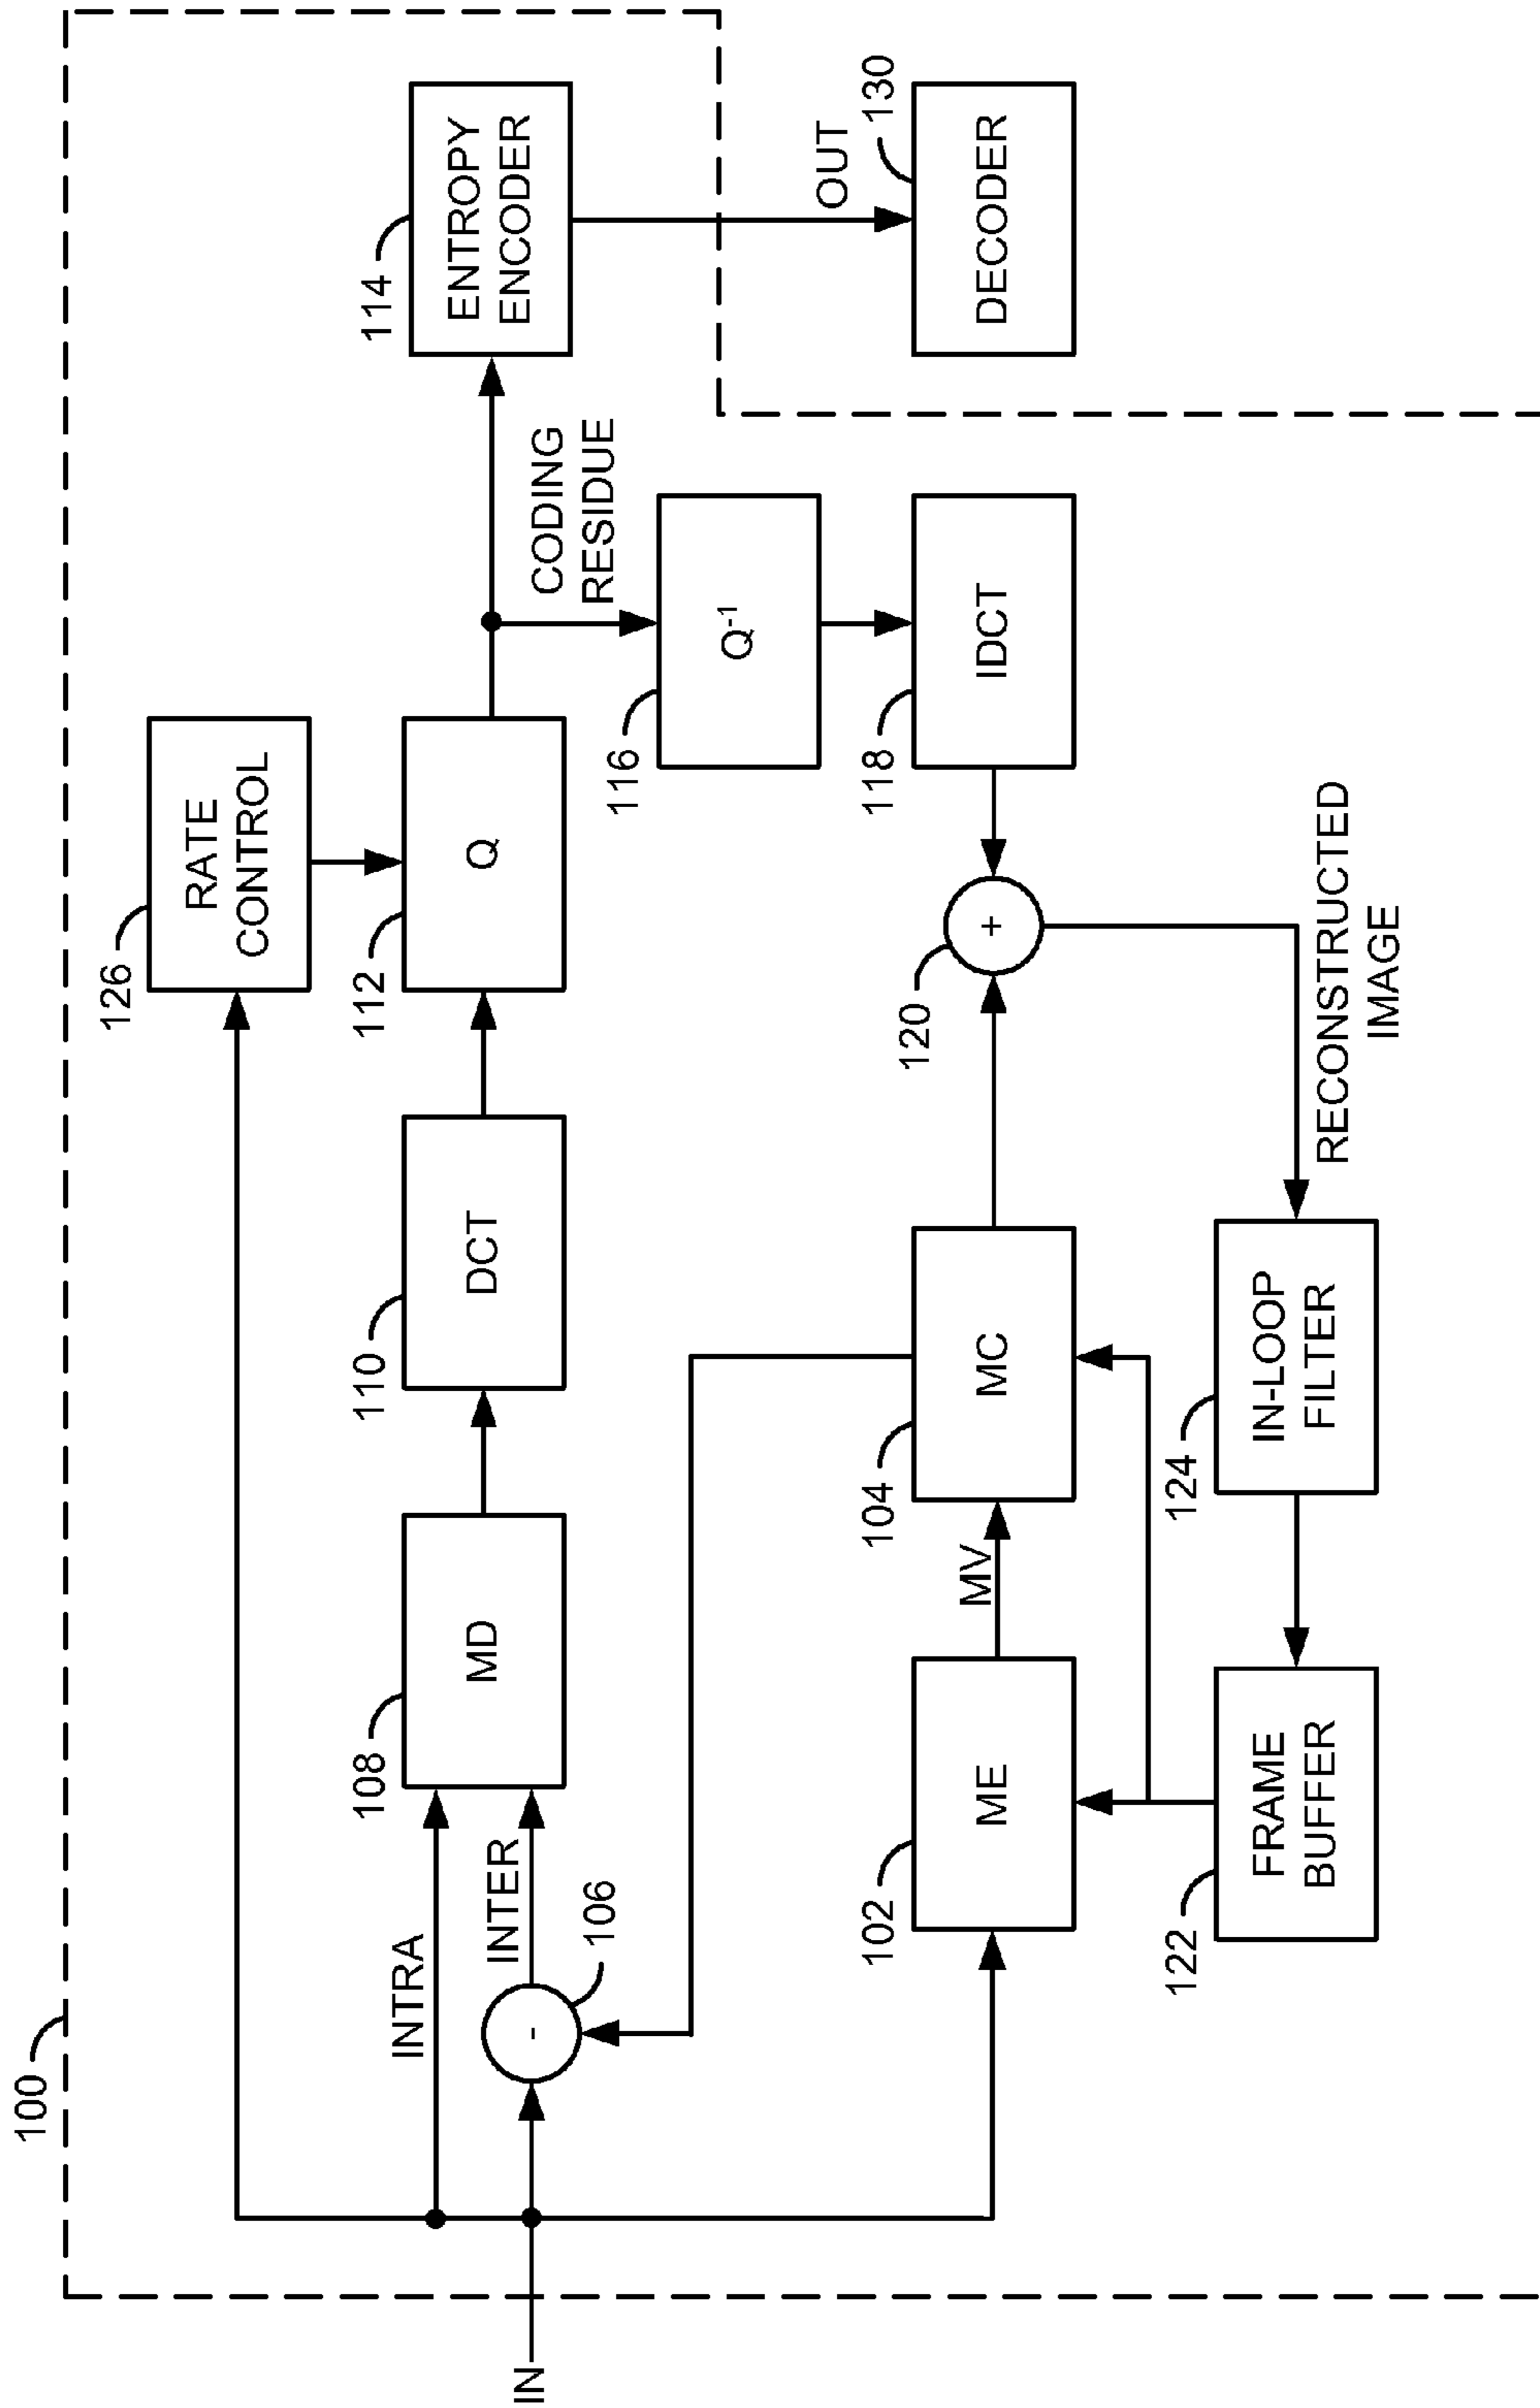 100
126
RATE
CONTROL
INTRA
INTER
IN
106
108
MD
110
DCT
112
Q
114
ENTROPY
ENCODER
CODING
RESIDUE
116
Q-1
118
IDCT
OUT
130
DECODER
102
ME
MV
104
MC
120
+
-
RECONSTRUCTED
IMAGE
122
FRAME
BUFFER
124
IN-LOOP
FILTER